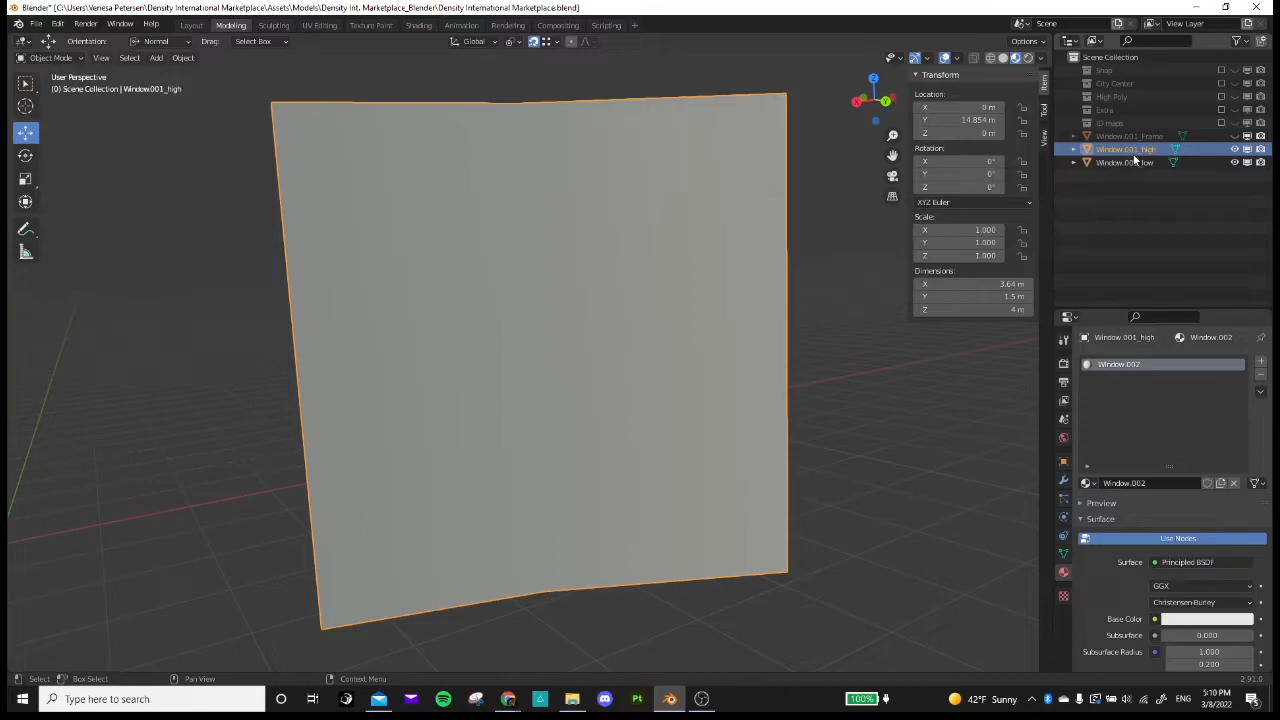 Blender* [C:\Users\Venesa Petersen\Density International Marketplace\Assets\Models\Density Int. Marketplace_Blender\Density International Marketplace.blend]
File Edit Render Window Help Layout Modeling Sculpting UV Editing Texture Paint Shading Animation Rendering Compositing Scripting + Scene View Layer
Orientation: Normal Drag: Select Box Global Options
Object Mode View Select Add Object
User Perspective
(0) Scene Collection | Window.001_high
Transform
Location:
X 0 m
Y 14.854 m
Z 0 m
Rotation:
X 0°
Y 0°
Z 0°
XYZ Euler
Scale:
X 1.000
Y 1.000
Z 1.000
Dimensions:
X 3.64 m
Y 1.5 m
Z 4 m
Item
Tool
View
X
Y
Z
Scene Collection
Shop
City Center
High Poly
Extra
ID maps
Window.001_Frame
Window.001_high
Window.001_low
Window.001_high Window.002
Window.002
Window.002
Preview
Surface
Use Nodes
Surface Principled BSDF
GGX
Christensen-Burley
Base Color
Subsurface 0.000
Subsurface Radius 1.000
0.200
Select Box Select Pan View Context Menu 2.91.0
Type here to search Pt 100% 42°F Sunny ENG 5:10 PM
3/8/2022 5